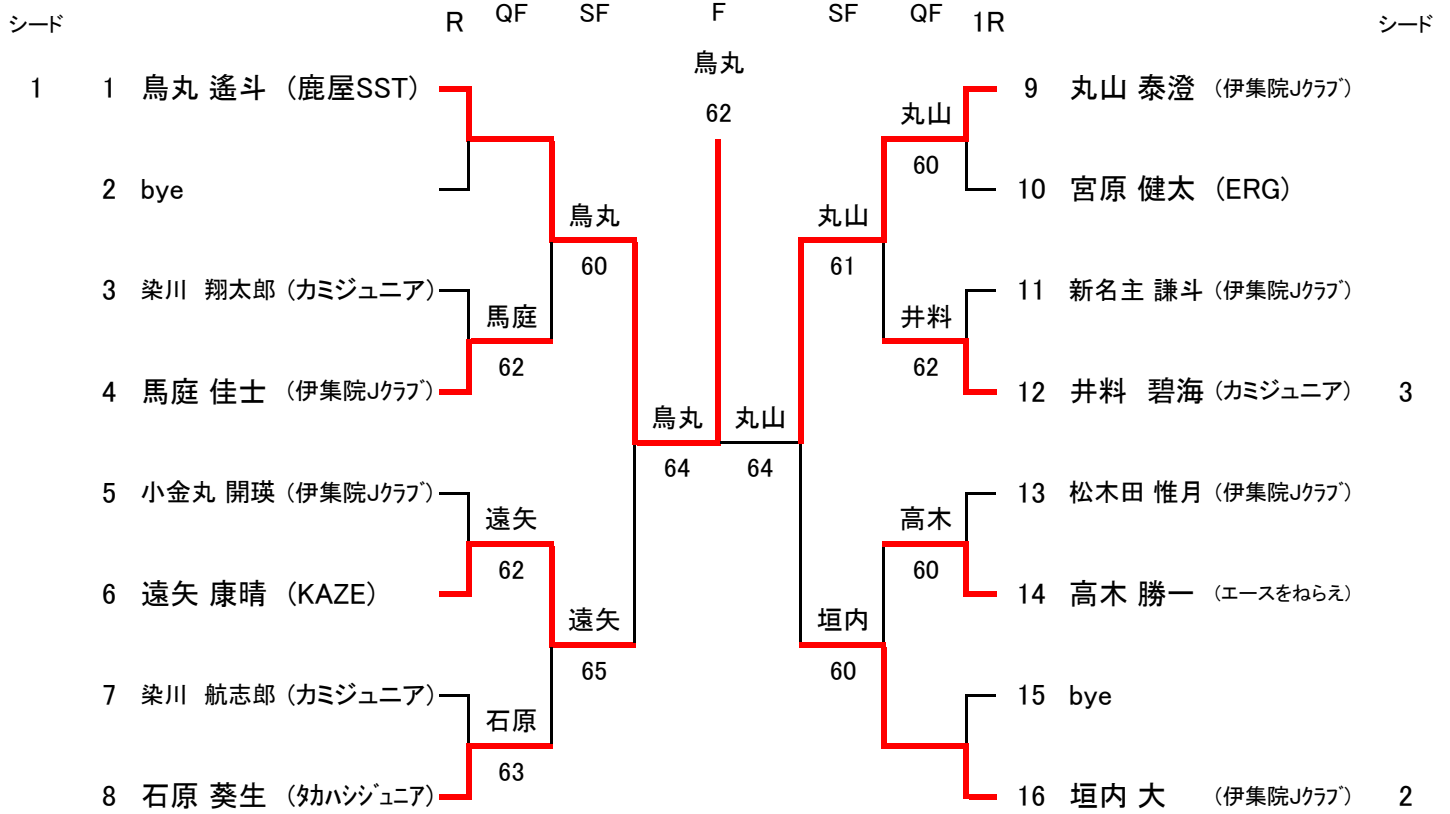 シード R QF SF F SF QF 1R シード
鳥丸
1 1 鳥丸 遙斗 (鹿屋SST) 9 丸山 泰澄 (伊集院Jｸﾗﾌﾞ)
62 丸山
60
2 bye 10 宮原 健太 (ERG)
鳥丸 丸山
60 61
3 染川 翔太郎 (カミジュニア) 11 新名主 謙斗 (伊集院Jｸﾗﾌﾞ)
馬庭 井料
62 62
4 馬庭 佳士 (伊集院Jｸﾗﾌﾞ) 12 井料 碧海 (カミジュニア) 3
鳥丸 丸山
64 64
5 小金丸 開瑛 (伊集院Jｸﾗﾌﾞ) 13 松木田 惟月 (伊集院Jｸﾗﾌﾞ)
遠矢 高木
62 60
6 遠矢 康晴 (KAZE) 14 高木 勝一 (エースをねらえ)
遠矢 垣内
65 60
7 染川 航志郎 (カミジュニア) 15 bye
石原
63
8 石原 葵生 (ﾀｶﾊｼｼﾞｭニア) 16 垣内 大 (伊集院Jｸﾗﾌﾞ) 2